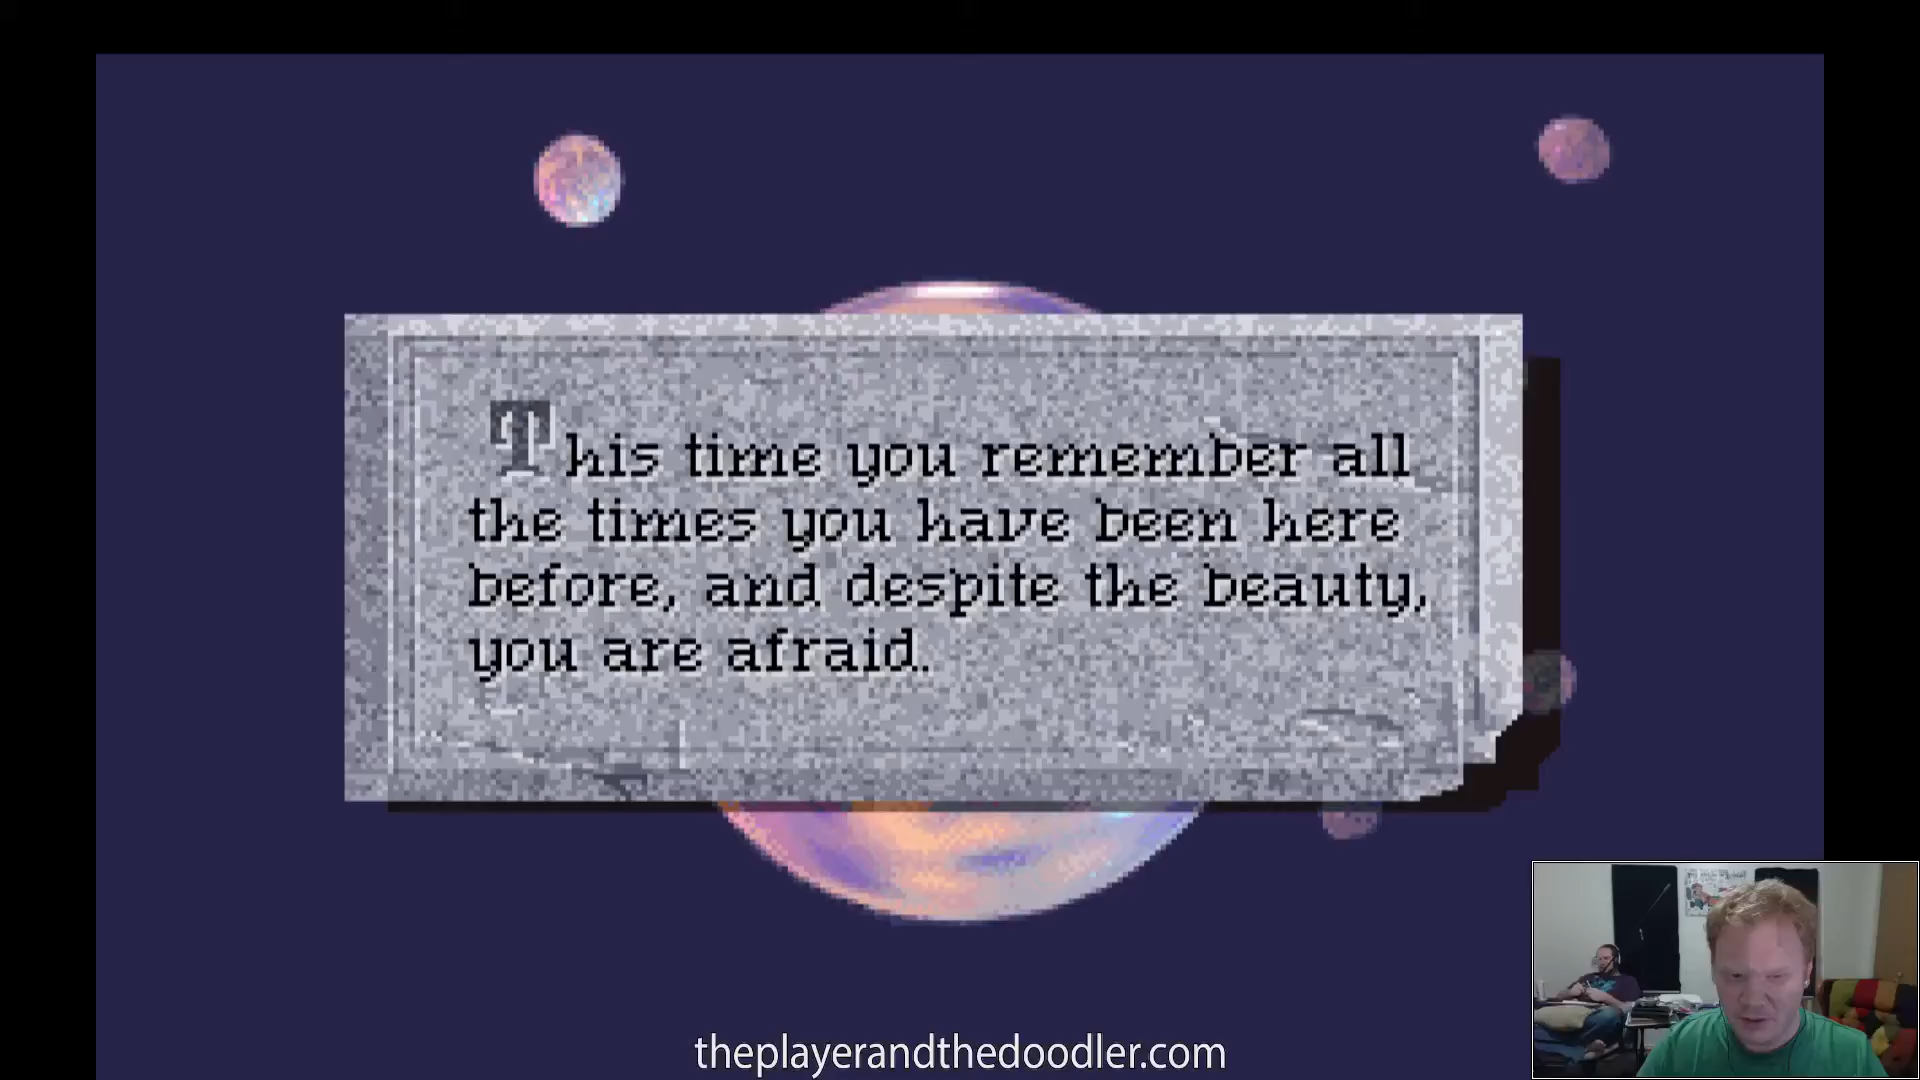 This time you remember all
the times you have been here
before, and despite the beauty,
you are afraid.
theplayerandthedoodler.com